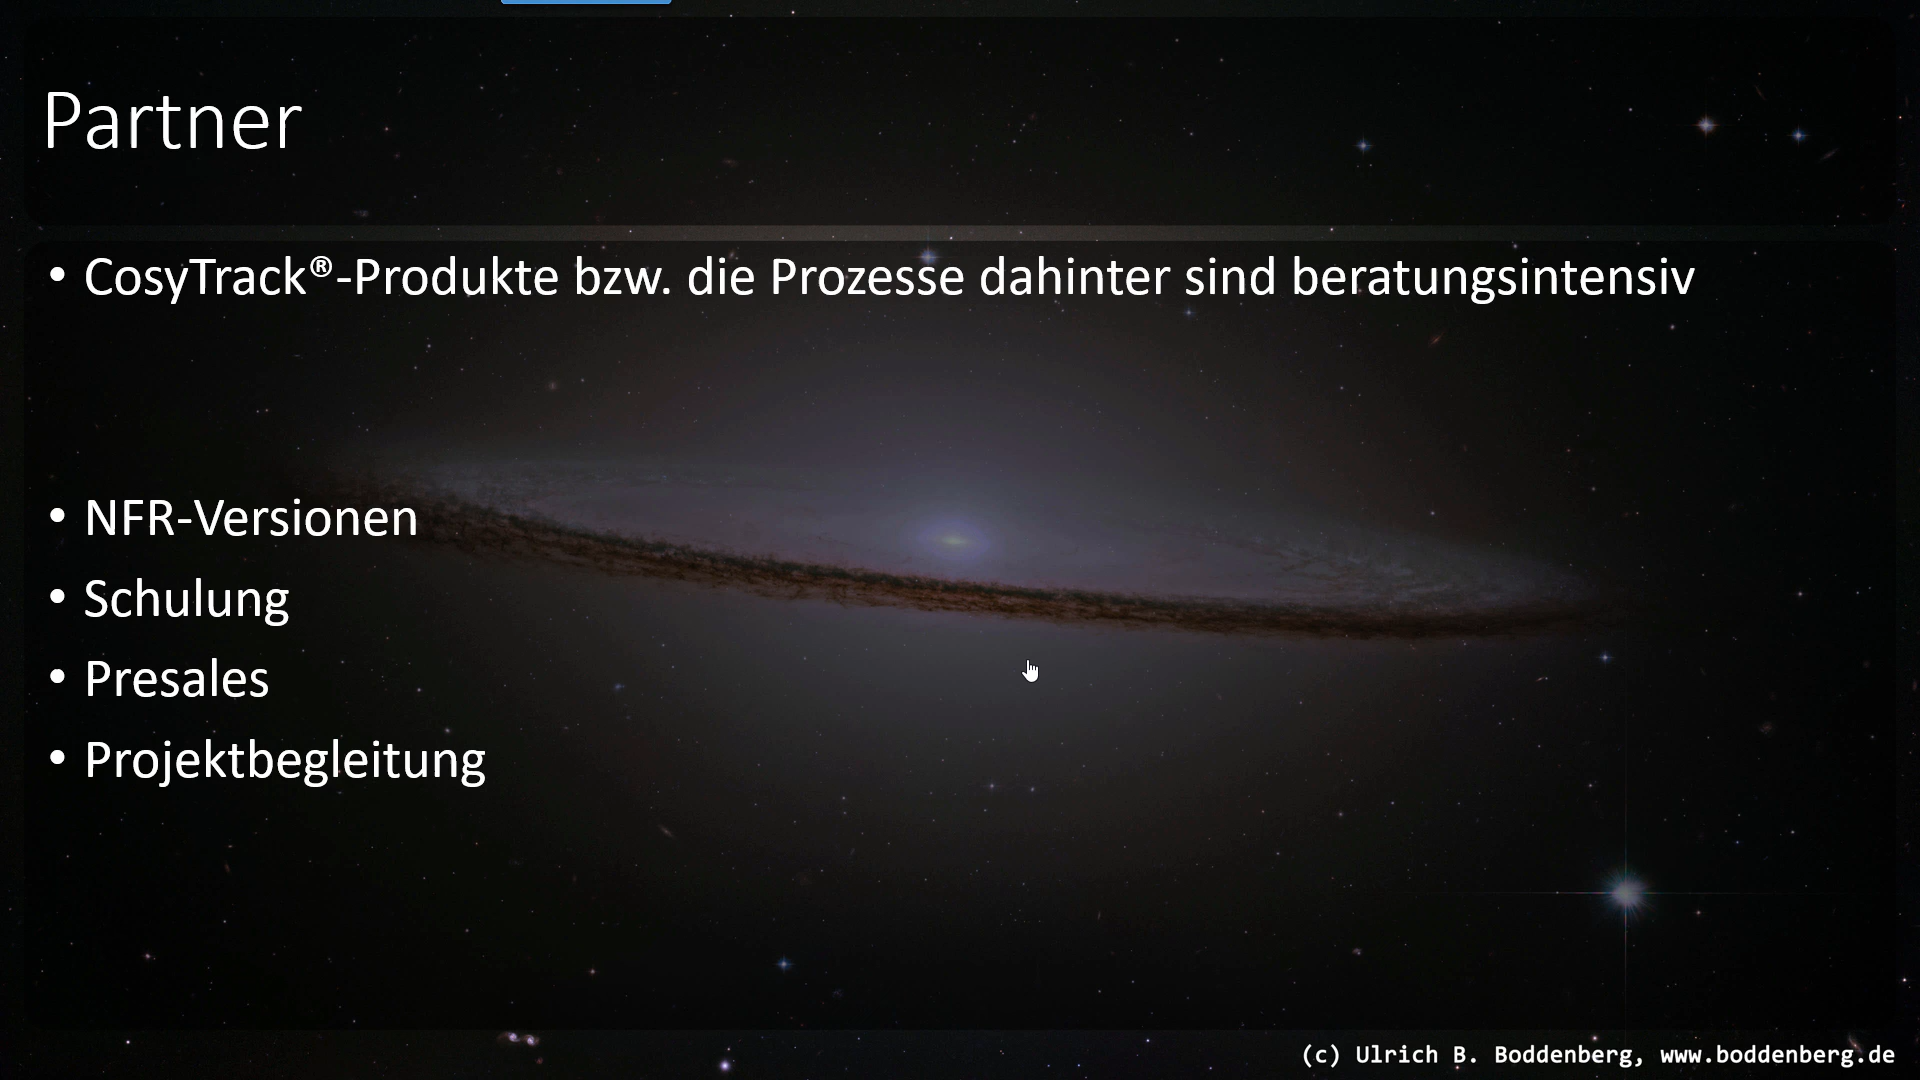 Partner
• CosyTrack®-Produkte bzw. die Prozesse dahinter sind beratungsintensiv
• NFR-Versionen
• Schulung
• Presales
• Projektbegleitung
(c) Ulrich B. Boddenberg, www.boddenberg.de